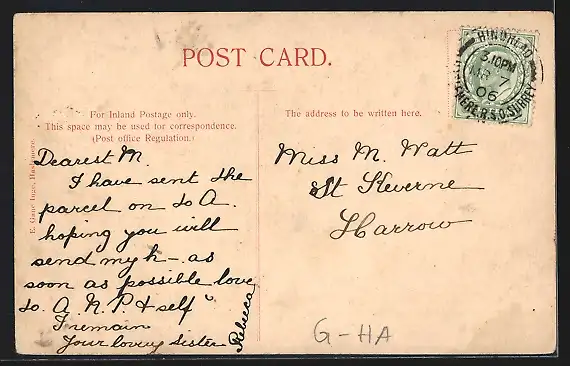 POST CARD.
HINDHEAD
3.10PM
06
R.S.O. SURREY
For Inland Postage only.
This space may be used for correspondence.
(Post office Regulation.)
The address to be written here.
Dearest M.
I have sent the
parcel on to A.
hoping you will
send my h— as
soon as possible love
to. A. N. P. & self
I remain
Your loving sister
Rebecca
Miss M. Watt
St Keverne
Harrow
G-HA